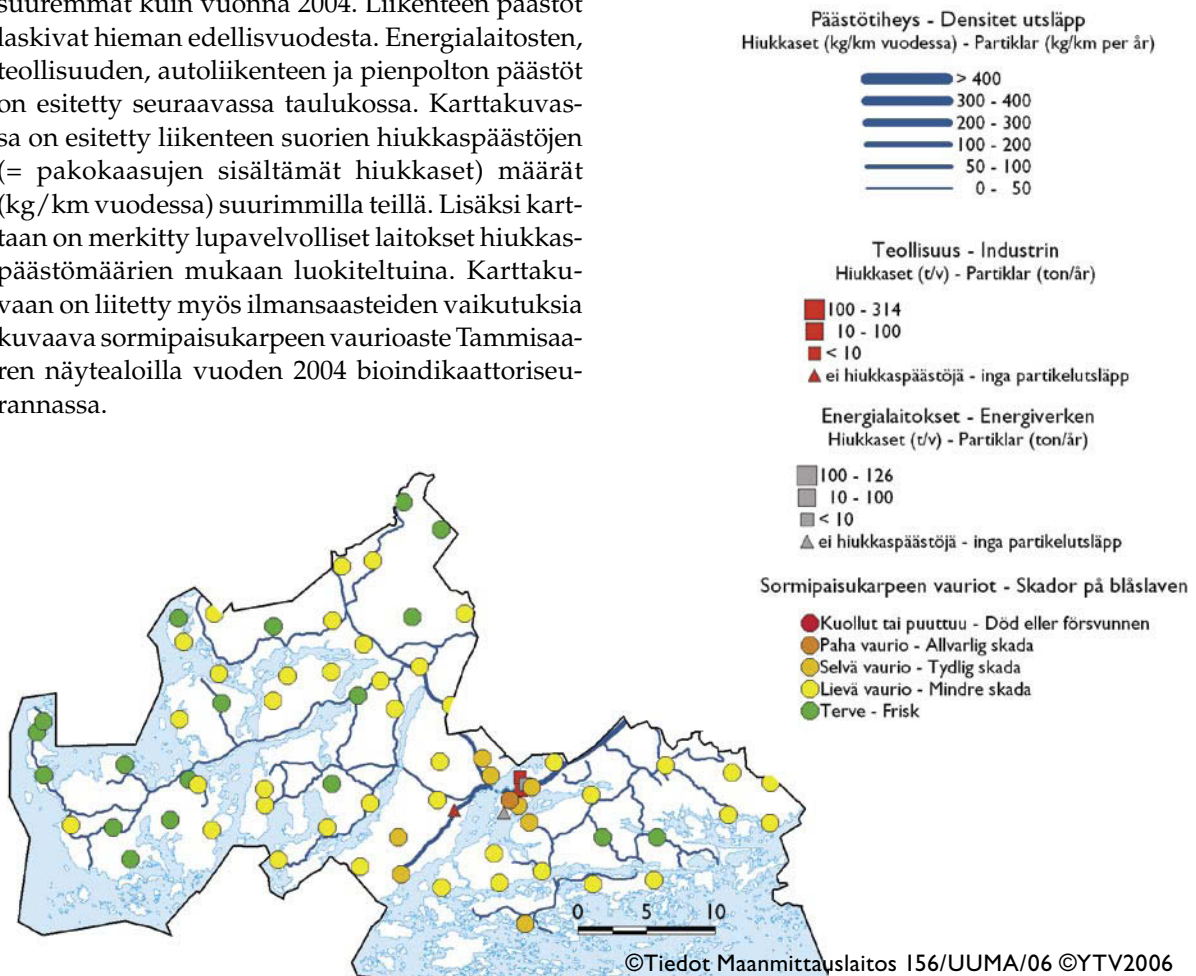 suuremmat kuin vuonna 2004. Liikenteen päästöt
laskivat hieman edellisvuodesta. Energialaitosten,
teollisuuden, autoliikenteen ja pienpolton päästöt
on esitetty seuraavassa taulukossa. Karttakuvas-
sa on esitetty liikenteen suorien hiukkaspäästöjen
(= pakokaasujen sisältämät hiukkaset) määrät
(kg/km vuodessa) suurimmilla teillä. Lisäksi kart-
taan on merkitty lupavelvolliset laitokset hiukkas-
päästömäärien mukaan luokiteltuina. Karttaku-
vaan on liitetty myös ilmansaasteiden vaikutuksia
kuvaava sormipaisukarpeen vaurioaste Tammisaa-
ren näytealoilla vuoden 2004 bioindikaattoriseu-
rannassa.
Päästötiheys - Densitet utsläpp
Hiukkaset (kg/km vuodessa) - Partiklar (kg/km per år)
> 400
300 - 400
200 - 300
100 - 200
50 - 100
0 - 50
Teollisuus - Industrin
Hiukkaset (t/v) - Partiklar (ton/år)
100 - 314
10 - 100
< 10
ei hiukkaspäästöjä - inga partikelutsläpp
Energialaitokset - Energiverken
Hiukkaset (t/v) - Partiklar (ton/år)
100 - 126
10 - 100
< 10
ei hiukkaspäästöjä - inga partikelutsläpp
Sormipaisukarpeen vauriot - Skador på blåslaven
Kuollut tai puuttuu - Död eller försvunnen
Paha vaurio - Allvarlig skada
Selvä vaurio - Tydlig skada
Lievä vaurio - Mindre skada
Terve - Frisk
0 5 10
©Tiedot Maanmittauslaitos 156/UUMA/06 ©YTV2006